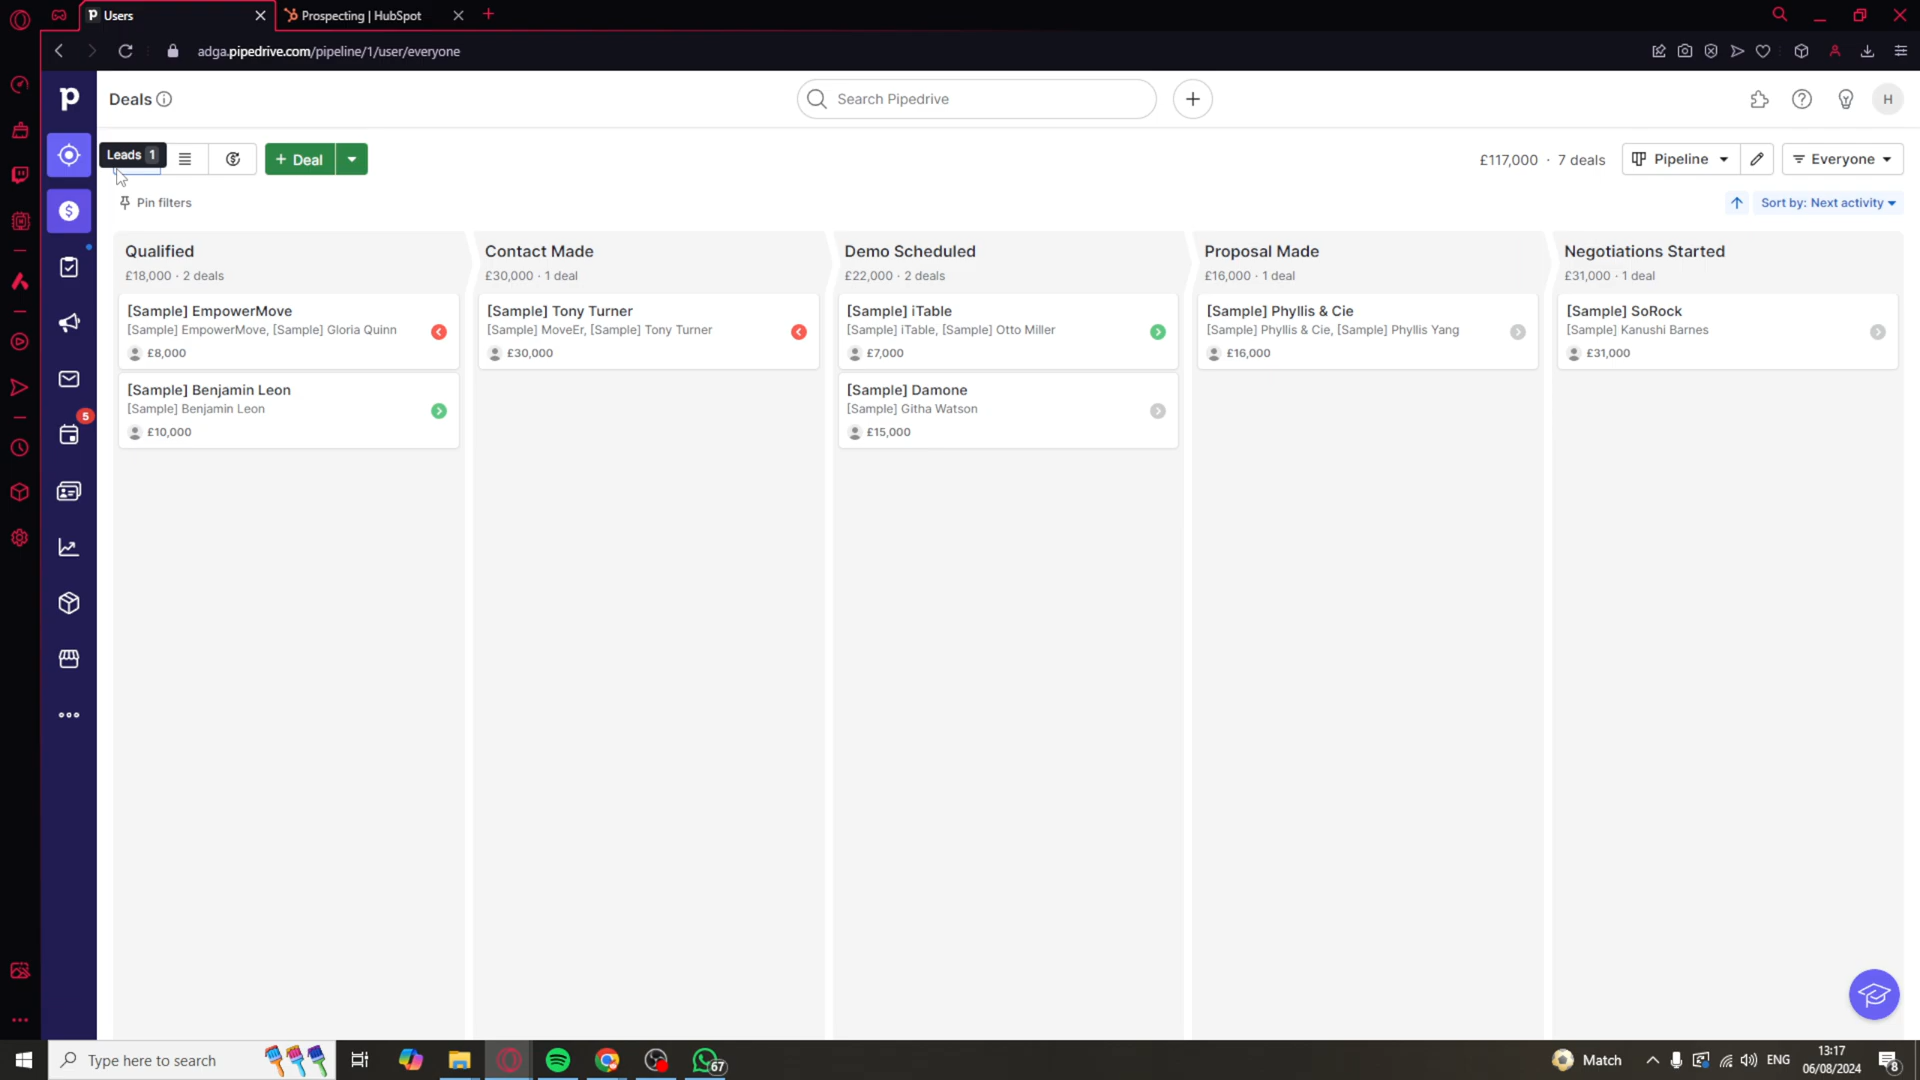 Users
Prospecting | HubSpot
adga.pipedrive.com/pipeline/1/user/everyone
Deals
Search Pipedrive
H
Leads 1
+ Deal
£117,000 · 7 deals
Pipeline
Everyone
Pin filters
Sort by: Next activity
Qualified
£18,000 · 2 deals
[Sample] EmpowerMove
[Sample] EmpowerMove, [Sample] Gloria Quinn
£8,000
[Sample] Benjamin Leon
[Sample] Benjamin Leon
£10,000
Contact Made
£30,000 · 1 deal
[Sample] Tony Turner
[Sample] MoveEr, [Sample] Tony Turner
£30,000
Demo Scheduled
£22,000 · 2 deals
[Sample] iTable
[Sample] iTable, [Sample] Otto Miller
£7,000
[Sample] Damone
[Sample] Githa Watson
£15,000
Proposal Made
£16,000 · 1 deal
[Sample] Phyllis & Cie
[Sample] Phyllis & Cie, [Sample] Phyllis Yang
£16,000
Negotiations Started
£31,000 · 1 deal
[Sample] SoRock
[Sample] Kanushi Barnes
£31,000
5
Type here to search
67
Match
ENG
13:17
06/08/2024
8